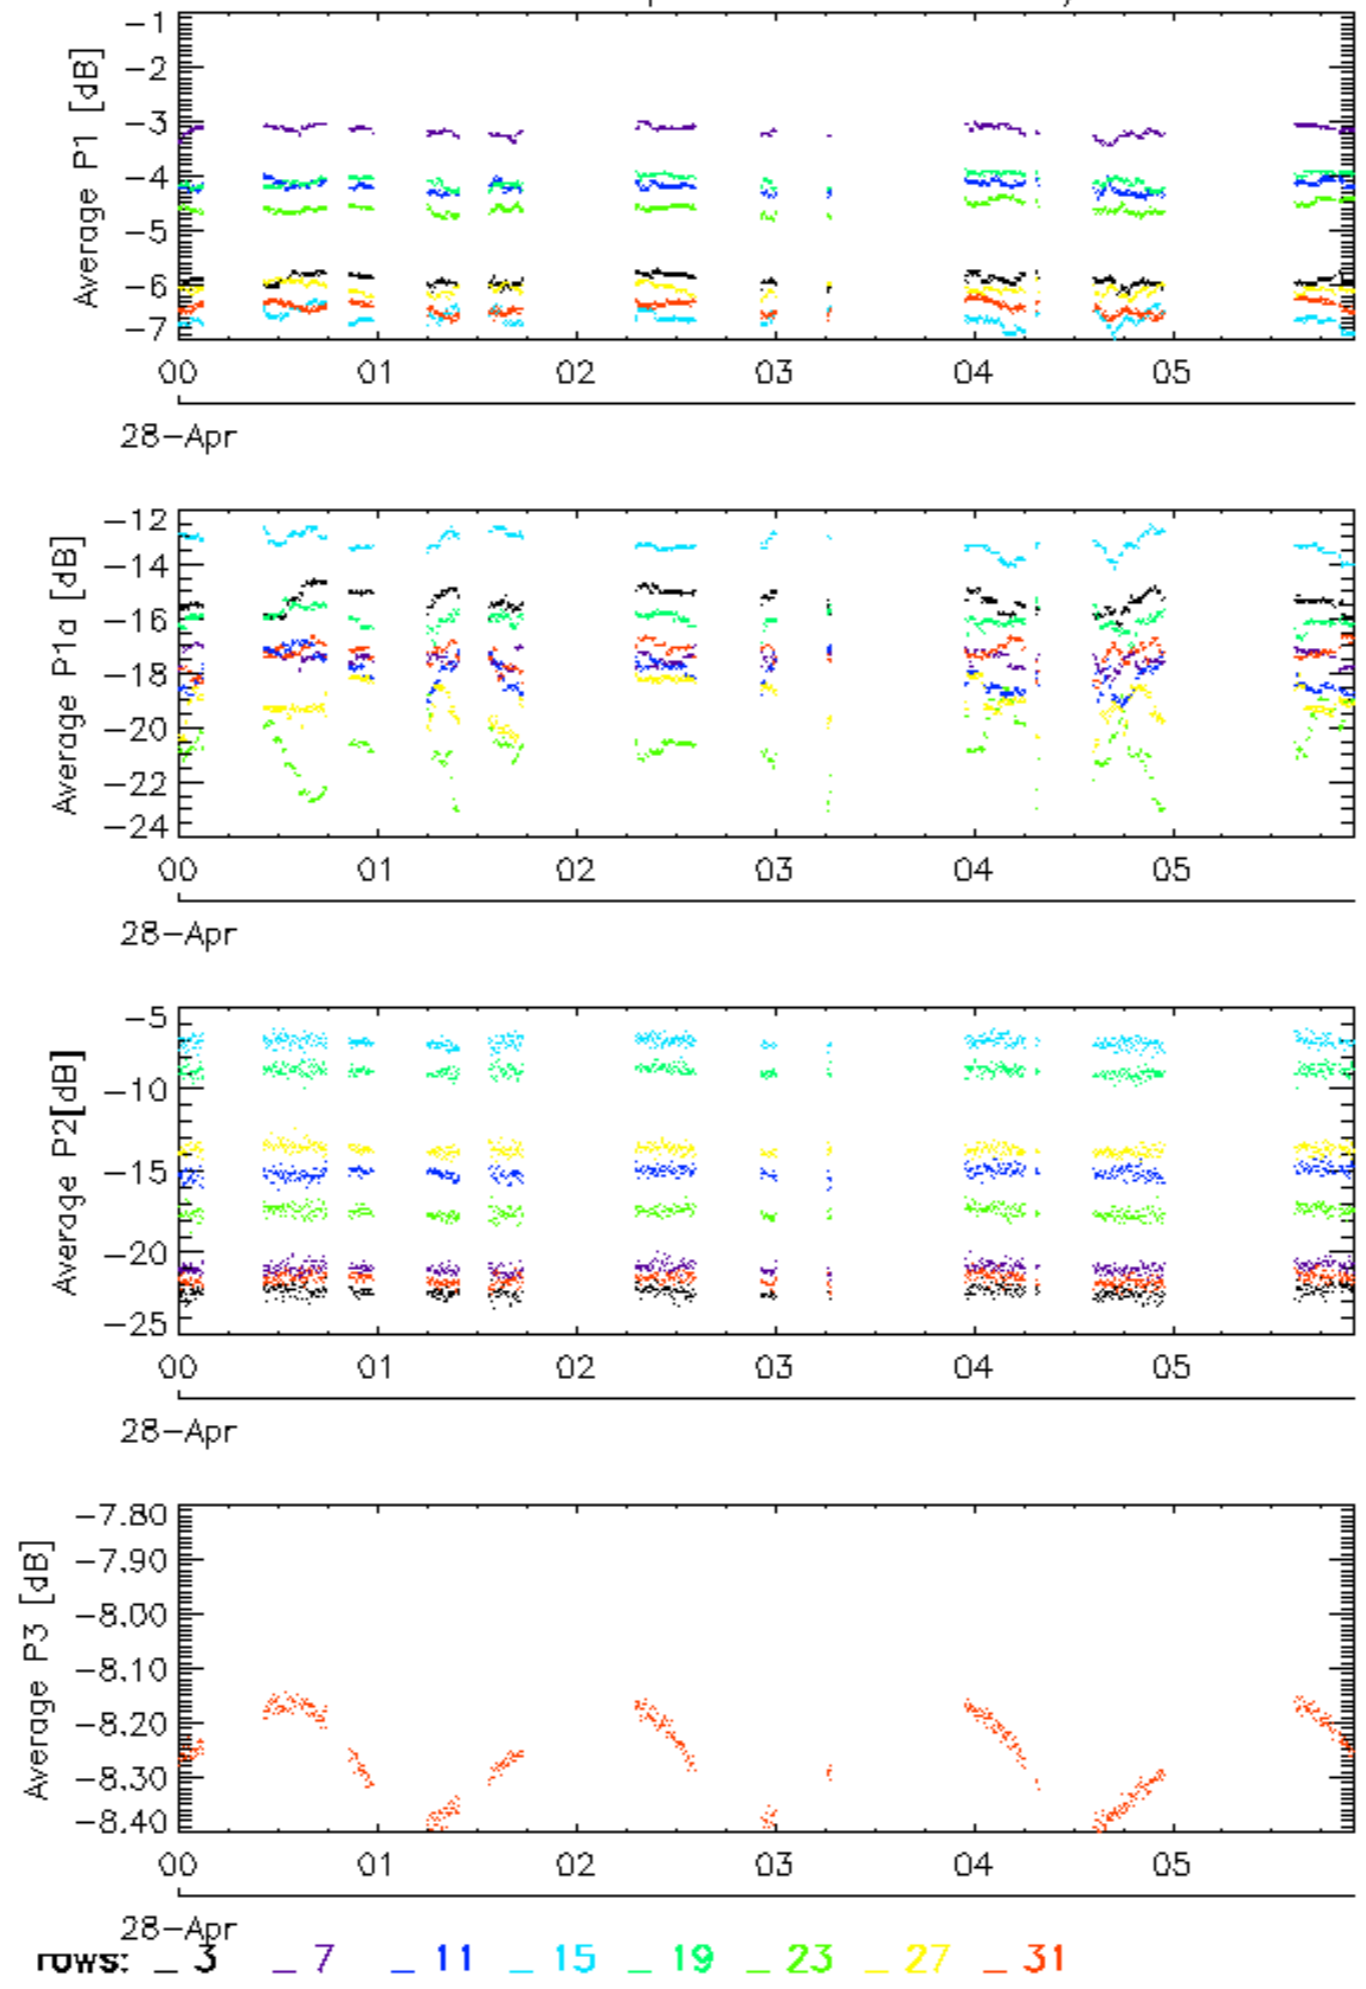 Average P1 [dB]
-1
-2
-3
-4
-5
-6
-7
00 01 02 03 04 05
28-Apr
Average P1a [dB]
-12
-14
-16
-18
-20
-22
-24
00 01 02 03 04 05
28-Apr
Average P2[dB]
-5
-10
-15
-20
-25
00 01 02 03 04 05
28-Apr
Average P3 [dB]
-7.80
-7.90
-8.00
-8.10
-8.20
-8.30
-8.40
00 01 02 03 04 05
28-Apr
rows: _ 3 _ 7 _ 11 _ 15 _ 19 _ 23 _ 27 _ 31